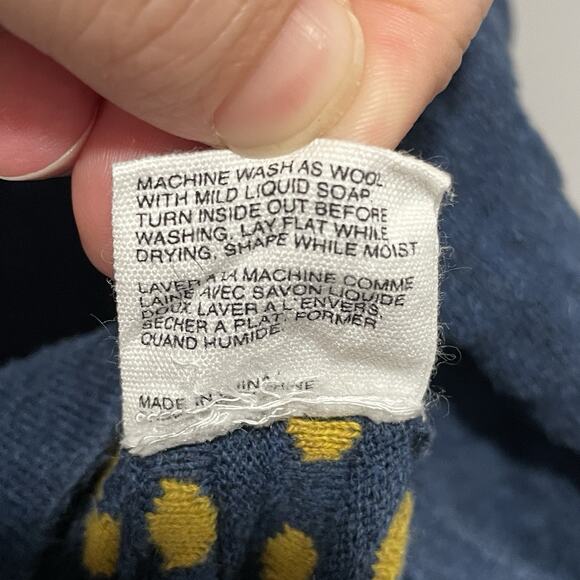 MACHINE WASH AS WOOL
WITH MILD LIQUID SOAP
TURN INSIDE OUT BEFORE
WASHING, LAY FLAT WHILE
DRYING, SHAPE WHILE MOIST
LAVER A LA MACHINE COMME
LAINE AVEC SAVON LIQUIDE
DOUX LAVER A L'ENVERS,
SECHER A PLAT, FORMER
QUAND HUMIDE.
MADE IN